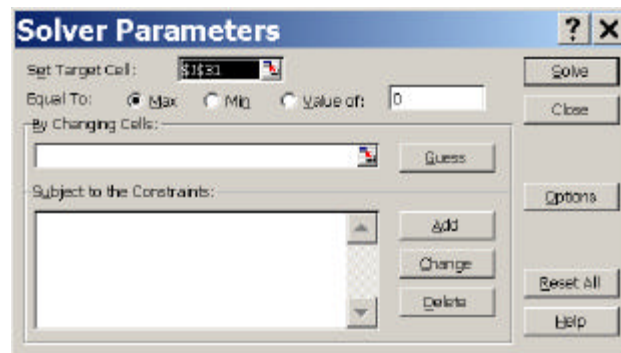 Solver Parameters ? X
Set Target Cell: Solve
Equal To: Max Min Value of: 0 Close
By Changing Cells:
Guess
Subject to the Constraints: Options
Add
Change
Reset All
Delete
Help